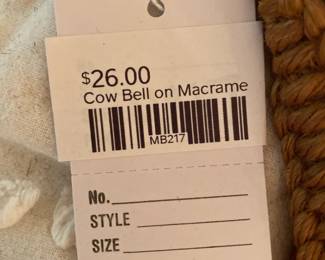 $26.00
Cow Bell on Macrame
MB217
No.
STYLE
SIZE